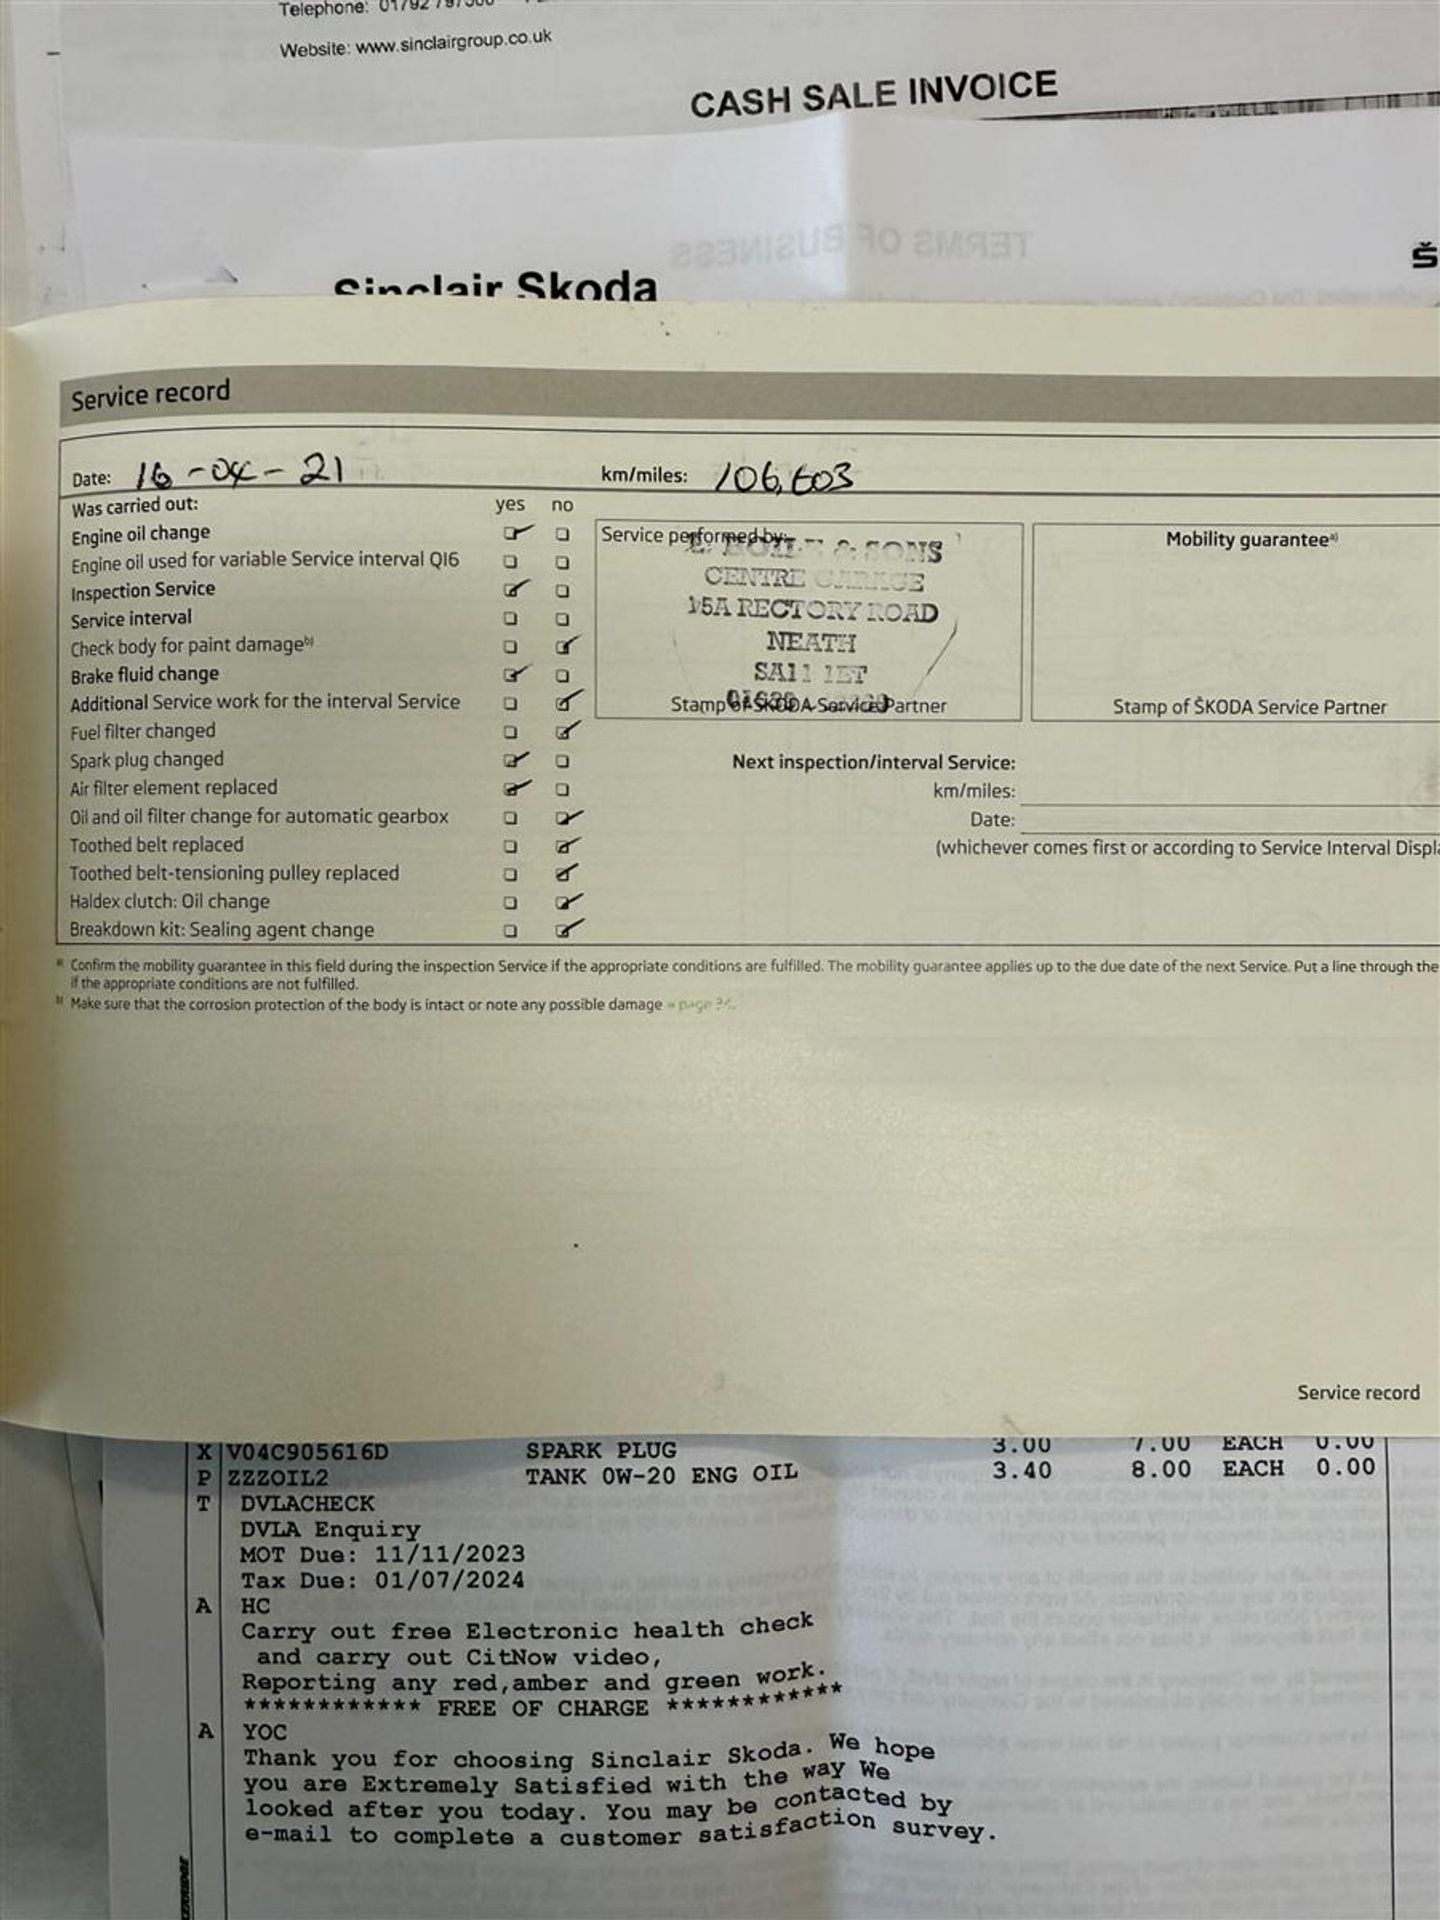 Telephone: 01792
Website: www.sinclairgroup.co.uk
CASH SALE INVOICE
TERMS OF BUSINESS
Š
Sinclair Skoda
Service record
Date: 16-04-21
km/miles: 106,603
Was carried out: yes no
Engine oil change
Engine oil used for variable Service interval QI6
Inspection Service
Service interval
Check body for paint damage b)
Brake fluid change
Additional Service work for the interval Service
Fuel filter changed
Spark plug changed
Air filter element replaced
Oil and oil filter change for automatic gearbox
Toothed belt replaced
Toothed belt-tensioning pulley replaced
Haldex clutch: Oil change
Breakdown kit: Sealing agent change
Service performed by:
& SONS
CENTRE GARAGE
15A RECTORY ROAD
NEATH
SA11 1ET
Stamp of ŠKODA Service Partner
Mobility guarantee a)
Stamp of ŠKODA Service Partner
Next inspection/interval Service:
km/miles:
Date:
(whichever comes first or according to Service Interval Displa
a) Confirm the mobility guarantee in this field during the inspection Service if the appropriate conditions are fulfilled. The mobility guarantee applies up to the due date of the next Service. Put a line through the
if the appropriate conditions are not fulfilled.
b) Make sure that the corrosion protection of the body is intact or note any possible damage » page 34.
Service record
X V04C905616D SPARK PLUG 3.00 7.00 EACH 0.00
P ZZZOIL2 TANK 0W-20 ENG OIL 3.40 8.00 EACH 0.00
T DVLACHECK
DVLA Enquiry
MOT Due: 11/11/2023
Tax Due: 01/07/2024
A HC
Carry out free Electronic health check
and carry out CitNow video,
Reporting any red,amber and green work.
************ FREE OF CHARGE ************
A YOC
Thank you for choosing Sinclair Skoda. We hope
you are Extremely Satisfied with the way We
looked after you today. You may be contacted by
e-mail to complete a customer satisfaction survey.